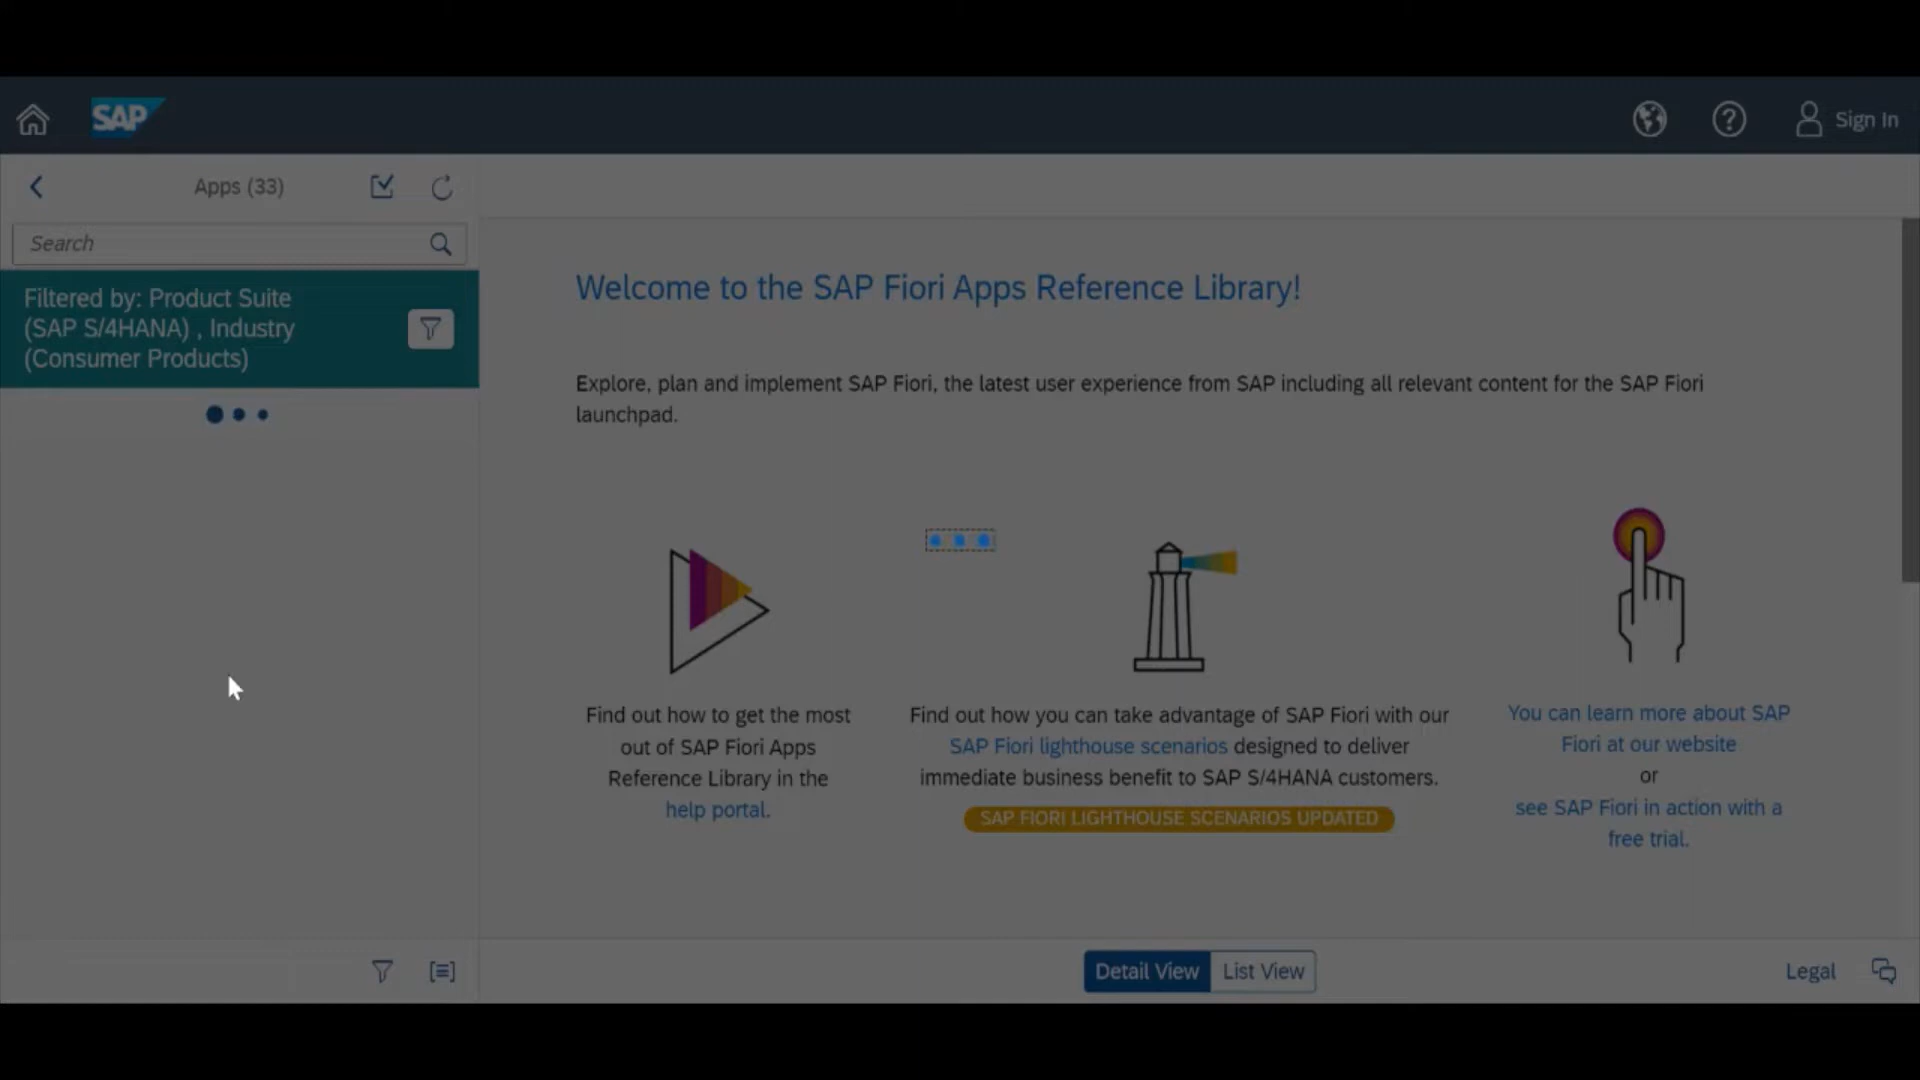 SAP
Sign In
Apps (33)
Search
Filtered by: Product Suite
(SAP S/4HANA) , Industry
(Consumer Products)
Welcome to the SAP Fiori Apps Reference Library!
Explore, plan and implement SAP Fiori, the latest user experience from SAP including all relevant content for the SAP Fiori
launchpad.
Find out how to get the most
out of SAP Fiori Apps
Reference Library in the
help portal.
Find out how you can take advantage of SAP Fiori with our
SAP Fiori lighthouse scenarios designed to deliver
immediate business benefit to SAP S/4HANA customers.
SAP FIORI LIGHTHOUSE SCENARIOS UPDATED
You can learn more about SAP
Fiori at our website
or
see SAP Fiori in action with a
free trial.
Detail View
List View
Legal